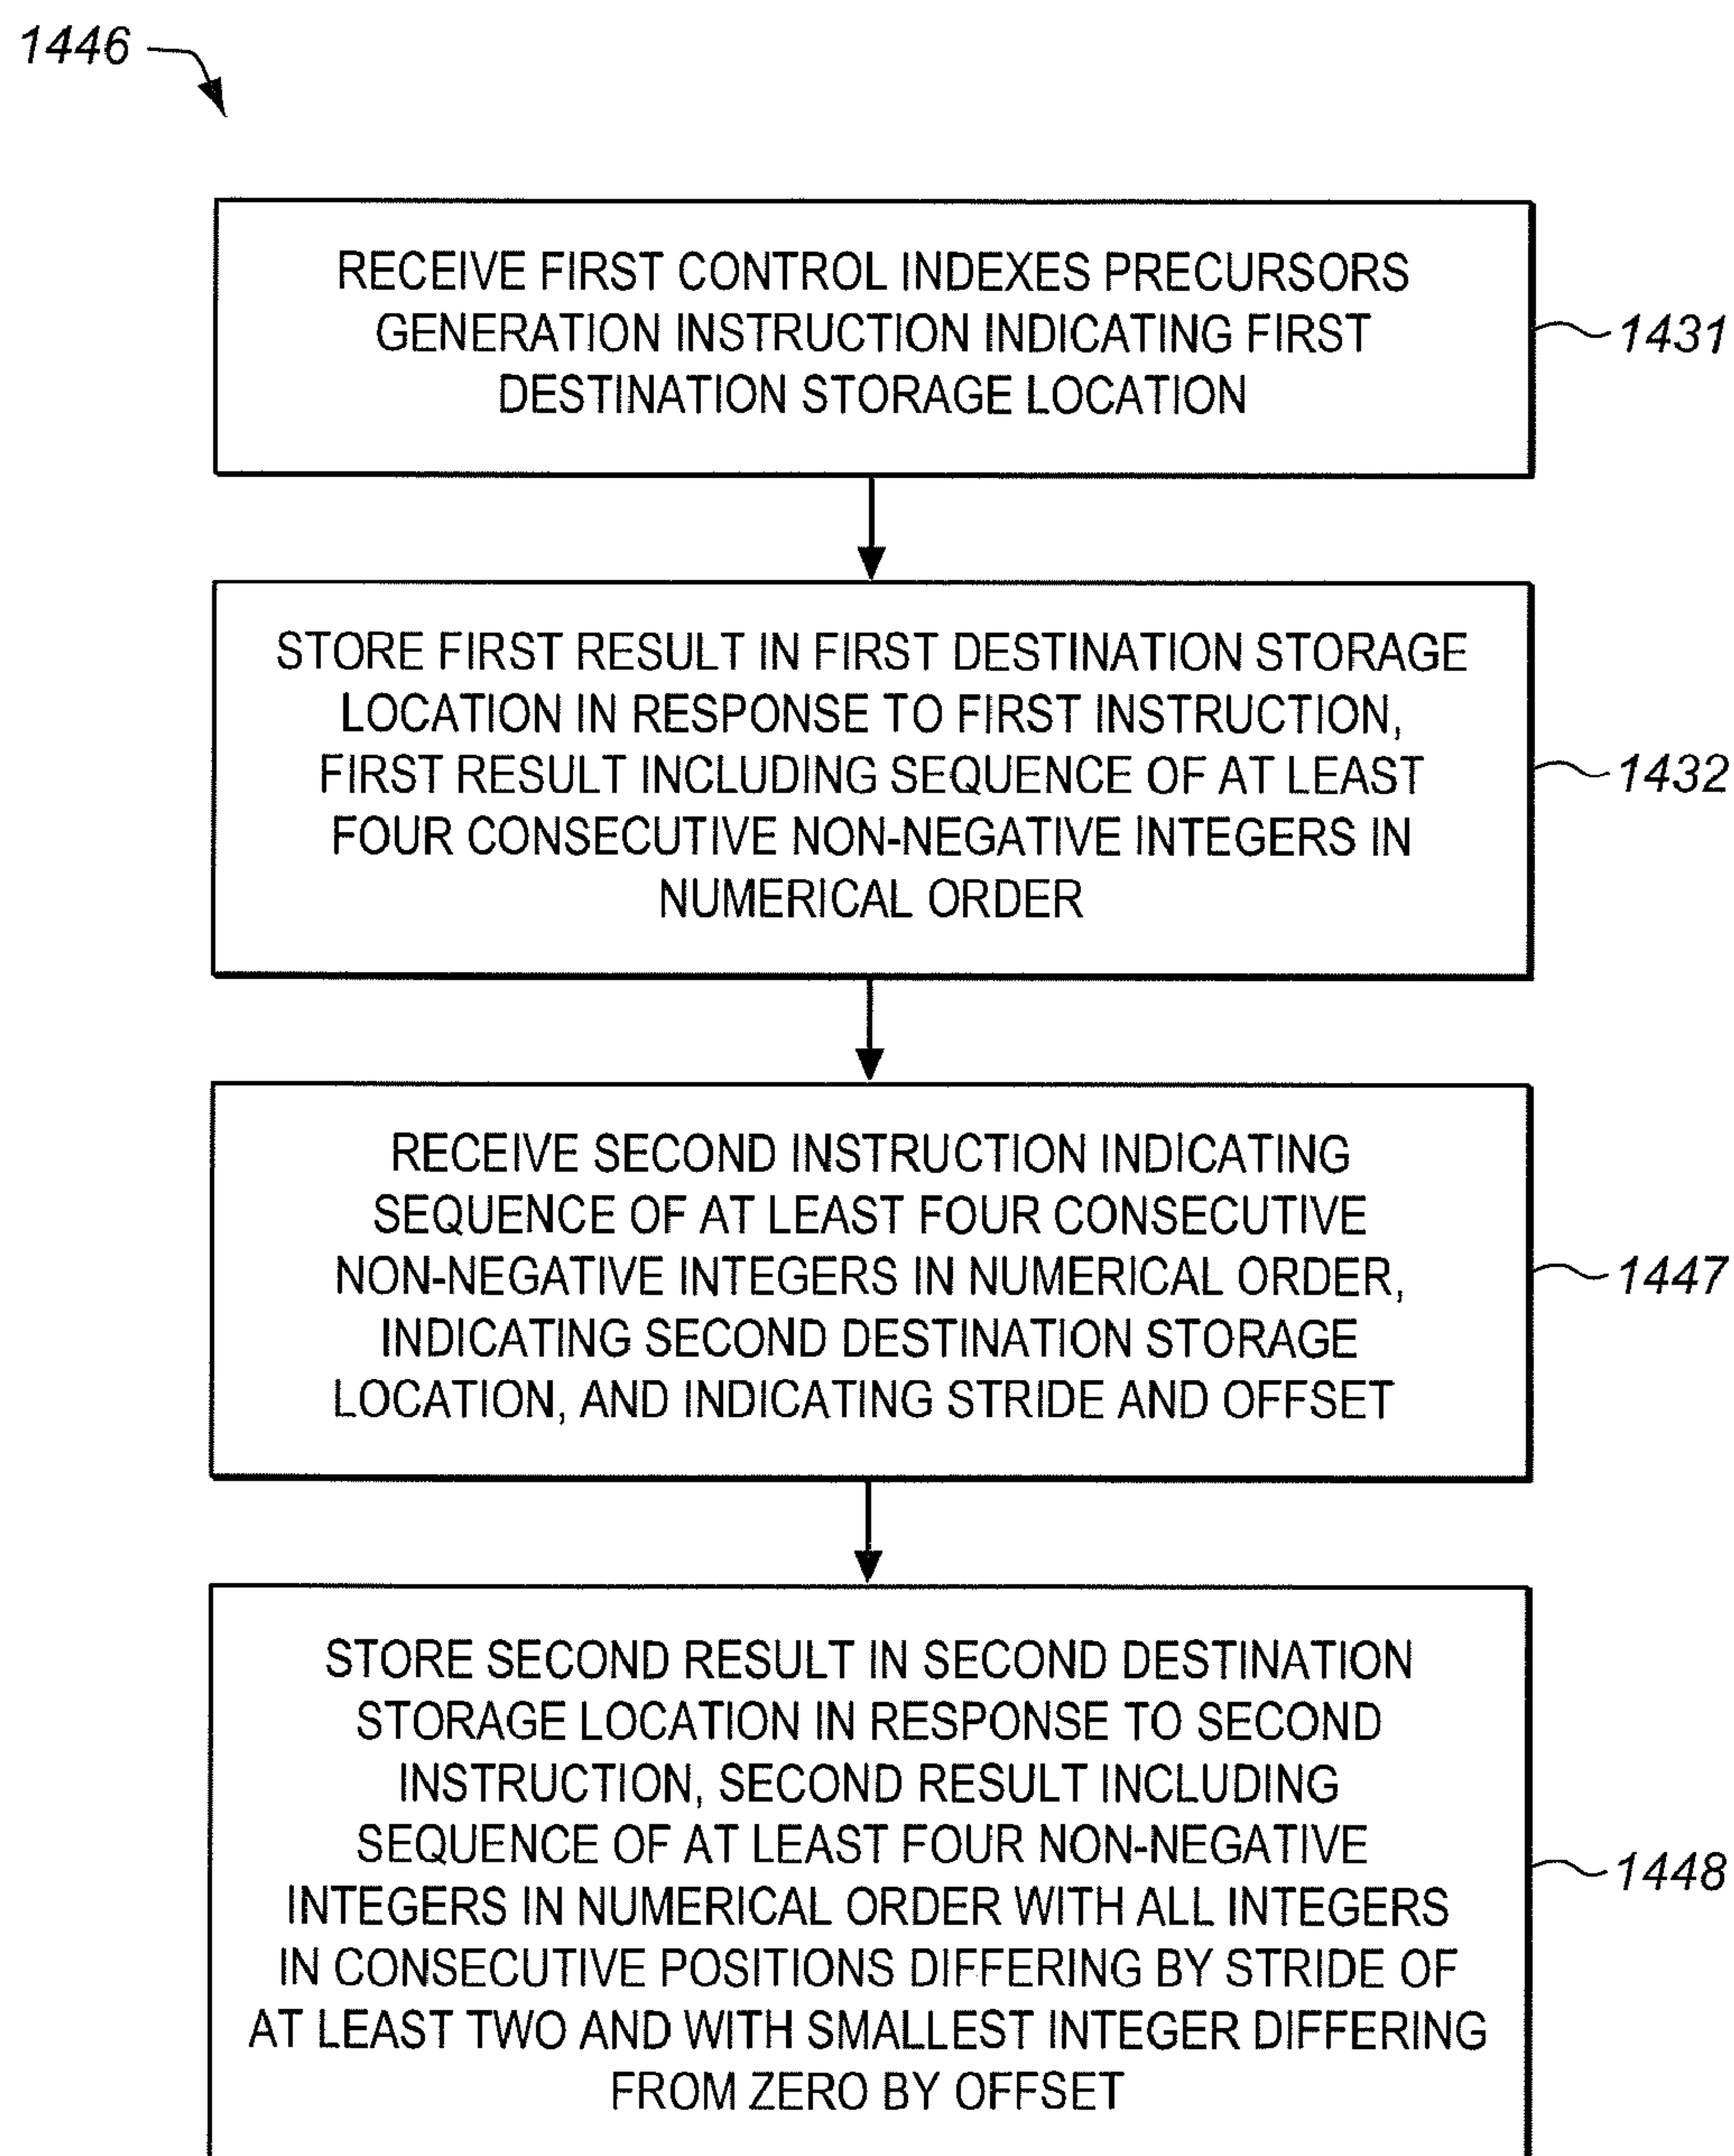 1446
RECEIVE FIRST CONTROL INDEXES PRECURSORS
GENERATION INSTRUCTION INDICATING FIRST
DESTINATION STORAGE LOCATION
1431
STORE FIRST RESULT IN FIRST DESTINATION STORAGE
LOCATION IN RESPONSE TO FIRST INSTRUCTION,
FIRST RESULT INCLUDING SEQUENCE OF AT LEAST
FOUR CONSECUTIVE NON-NEGATIVE INTEGERS IN
NUMERICAL ORDER
1432
RECEIVE SECOND INSTRUCTION INDICATING
SEQUENCE OF AT LEAST FOUR CONSECUTIVE
NON-NEGATIVE INTEGERS IN NUMERICAL ORDER,
INDICATING SECOND DESTINATION STORAGE
LOCATION, AND INDICATING STRIDE AND OFFSET
1447
STORE SECOND RESULT IN SECOND DESTINATION
STORAGE LOCATION IN RESPONSE TO SECOND
INSTRUCTION, SECOND RESULT INCLUDING
SEQUENCE OF AT LEAST FOUR NON-NEGATIVE
INTEGERS IN NUMERICAL ORDER WITH ALL INTEGERS
IN CONSECUTIVE POSITIONS DIFFERING BY STRIDE OF
AT LEAST TWO AND WITH SMALLEST INTEGER DIFFERING
FROM ZERO BY OFFSET
1448